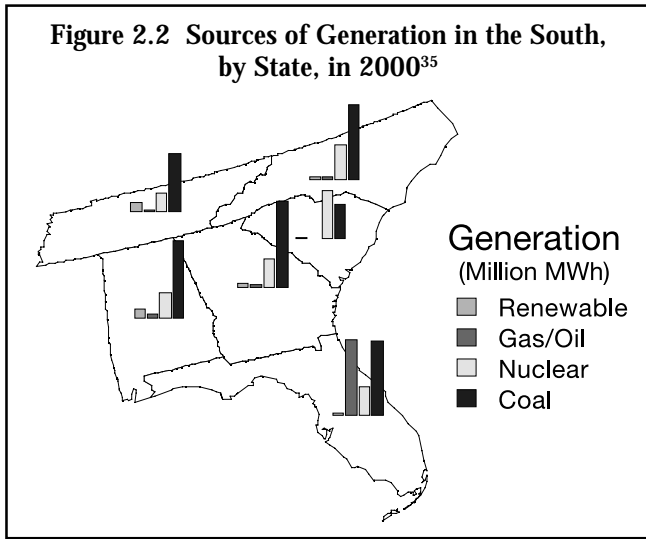 Figure 2.2 Sources of Generation in the South,
by State, in 2000³⁵
Generation
(Million MWh)
Renewable
Gas/Oil
Nuclear
Coal